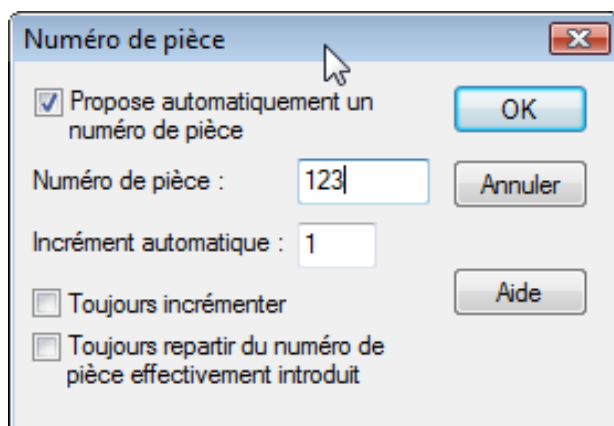 Numéro de pièce
Propose automatiquement un
numéro de pièce
OK
Numéro de pièce :
123
Annuler
Incrément automatique :
1
Toujours incrémenter
Aide
Toujours repartir du numéro de
pièce effectivement introduit